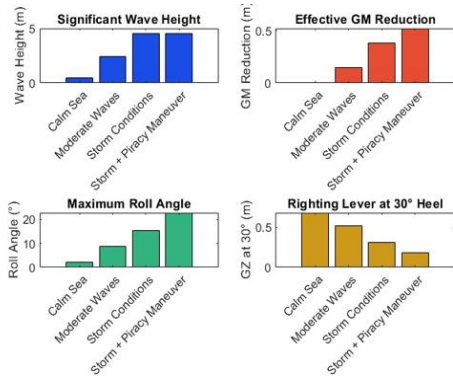 Significant Wave Height
Wave Height (m)
5
0
Calm Sea
Moderate Waves
Storm Conditions
Storm + Piracy Maneuver
Effective GM Reduction
GM Reduction (m)
0.5
0
Calm Sea
Moderate Waves
Storm Conditions
Storm + Piracy Maneuver
Maximum Roll Angle
Roll Angle (°)
20
10
0
Calm Sea
Moderate Waves
Storm Conditions
Storm + Piracy Maneuver
Righting Lever at 30° Heel
GZ at 30° (m)
0.5
0
Calm Sea
Moderate Waves
Storm Conditions
Storm + Piracy Maneuver